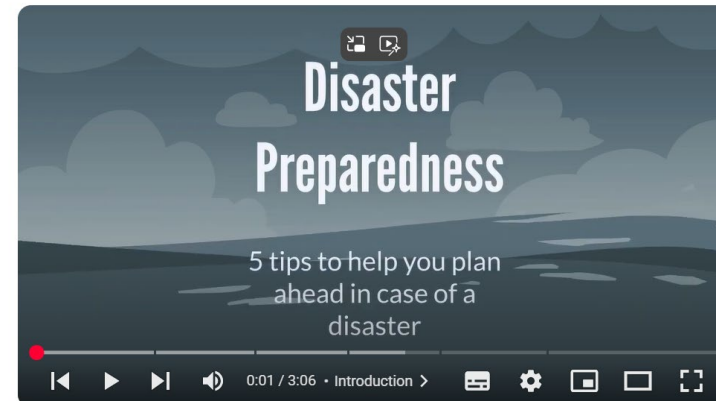 Disaster
Preparedness
5 tips to help you plan
ahead in case of a
disaster
0:01 / 3:06 • Introduction >